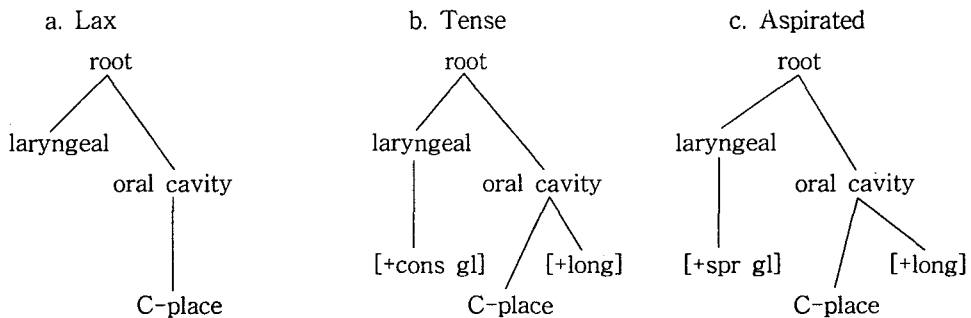 a. Lax b. Tense c. Aspirated
root root root
laryngeal laryngeal laryngeal
oral cavity oral cavity oral cavity
[+cons gl] [+long] [+spr gl] [+long]
C-place C-place C-place